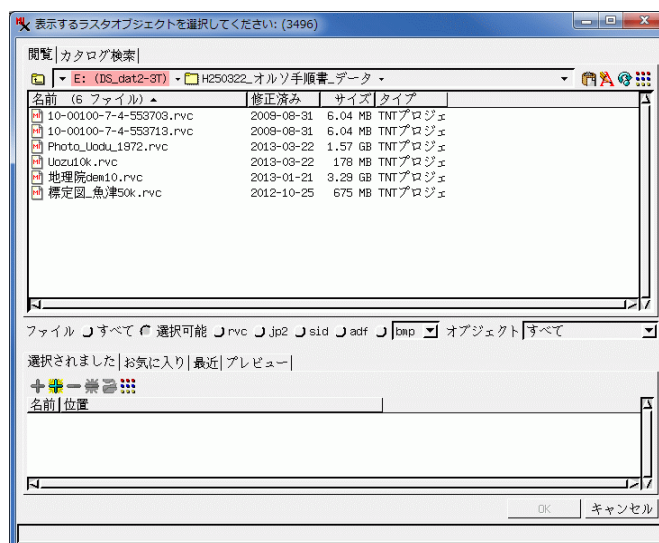 表示するラスタオブジェクトを選択してください: (3496)
閲覧 カタログ検索
E: (DS_dat2-3T) H250322_オルソ手順書_データ
名前 (6 ファイル) 修正済み サイズ タイプ
10-00100-7-4-553703.rvc 2009-08-31 6.04 MB TNTプロジェ
10-00100-7-4-553713.rvc 2009-08-31 6.04 MB TNTプロジェ
Photo_Uodu_1972.rvc 2013-03-22 1.57 GB TNTプロジェ
Uozu10k.rvc 2013-03-22 178 MB TNTプロジェ
地理院dem10.rvc 2013-01-21 3.29 GB TNTプロジェ
標定図_魚津50k.rvc 2012-10-25 675 MB TNTプロジェ
ファイル すべて 選択可能 rvc jp2 sid adf bmp オブジェクト すべて
選択されました お気に入り 最近 プレビュー
名前 位置
OK キャンセル